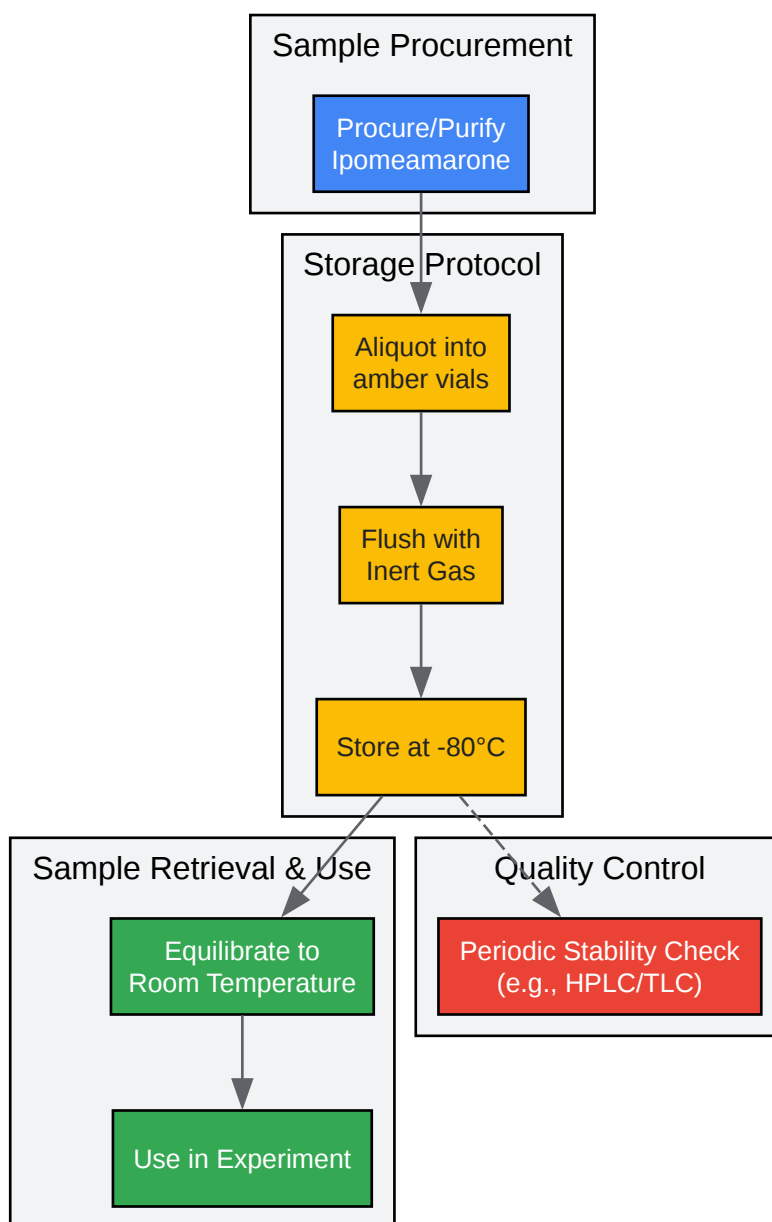 Sample Procurement
Procure/Purify
Ipomeamarone
Storage Protocol
Aliquot into
amber vials
Flush with
Inert Gas
Store at -80°C
Sample Retrieval & Use
Equilibrate to
Room Temperature
Use in Experiment
Quality Control
Periodic Stability Check
(e.g., HPLC/TLC)